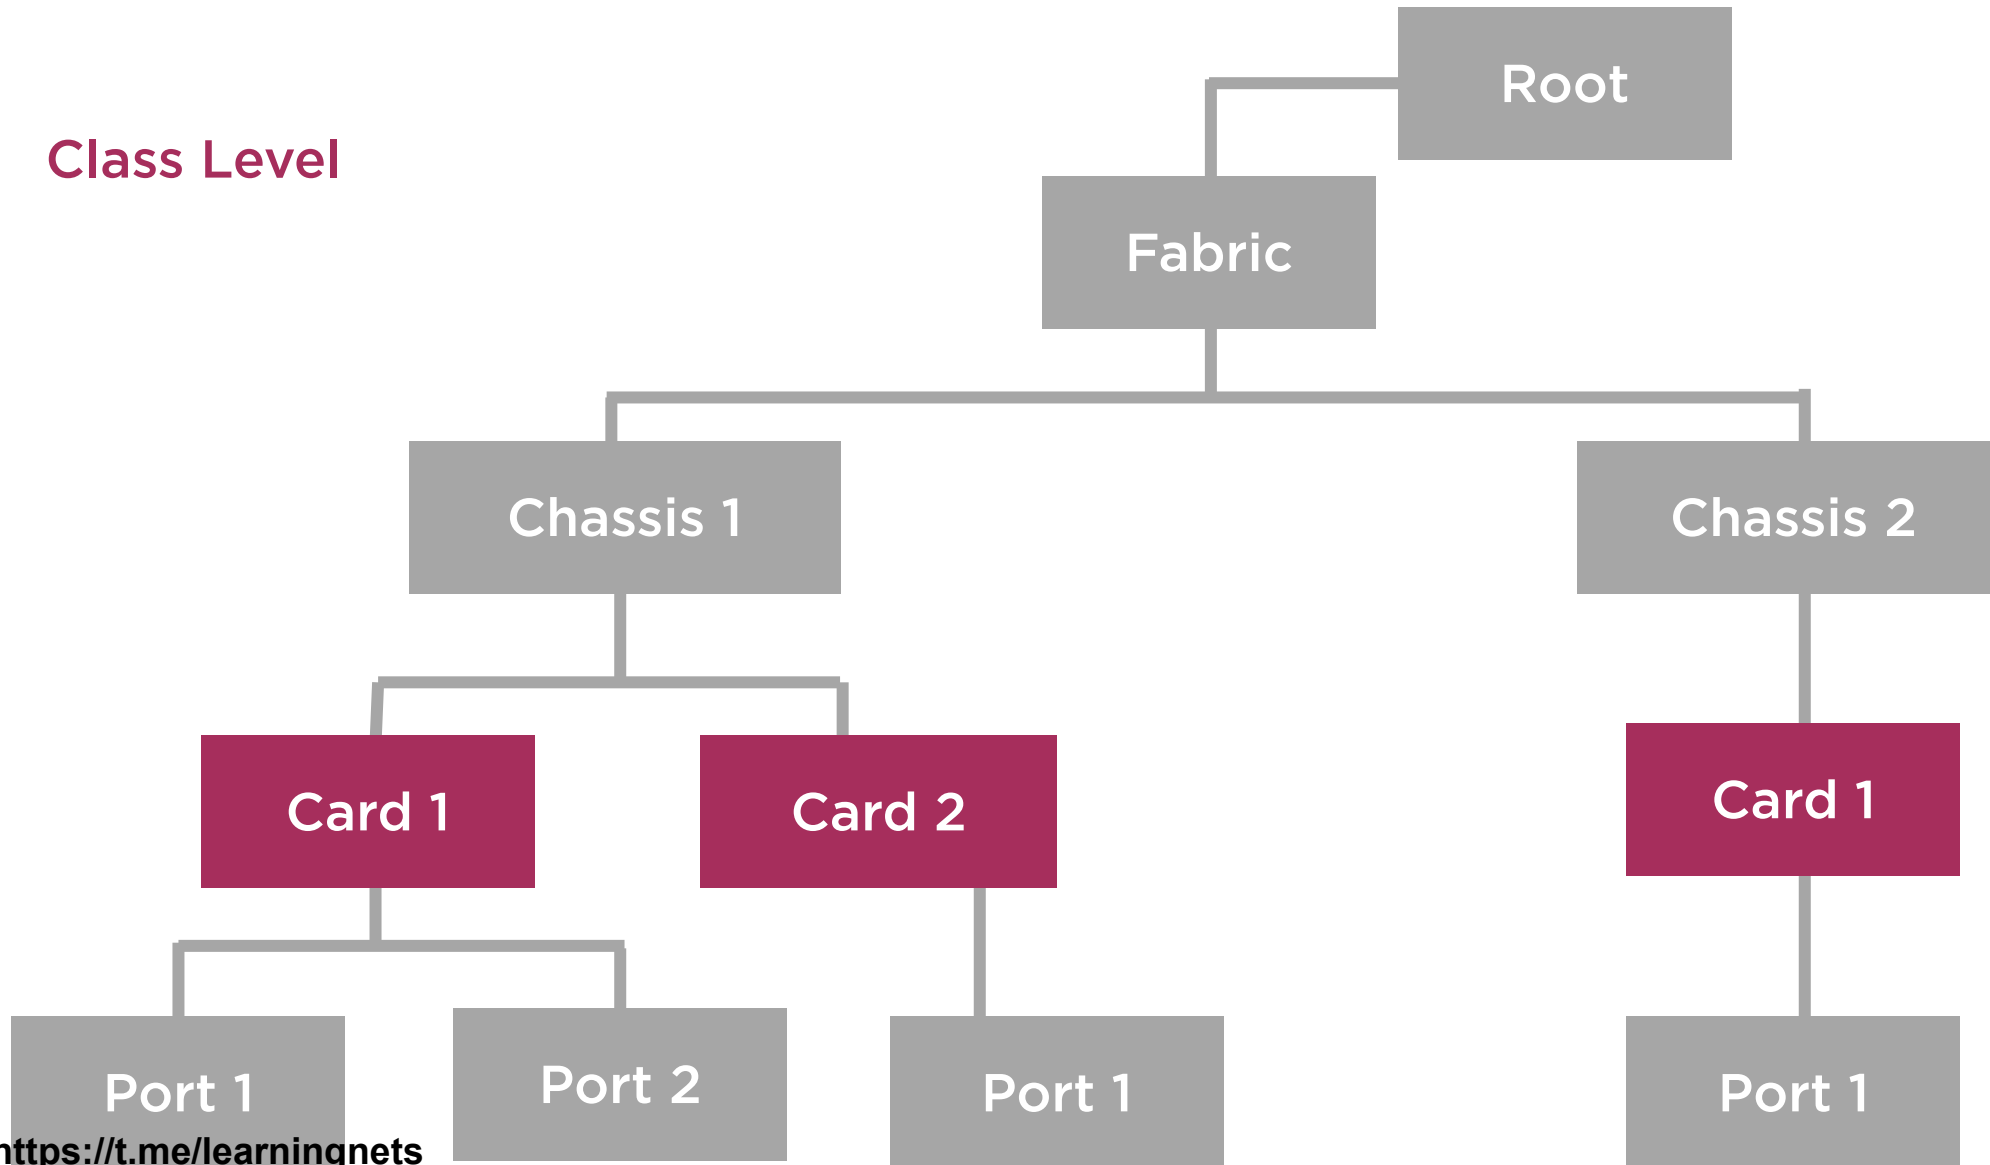 Root
Class Level
Fabric
Chassis 1
Chassis 2
Card 1
Card 2
Card 1
Port 1
Port 2
Port 1
Port 1
https://t.me/learningnets